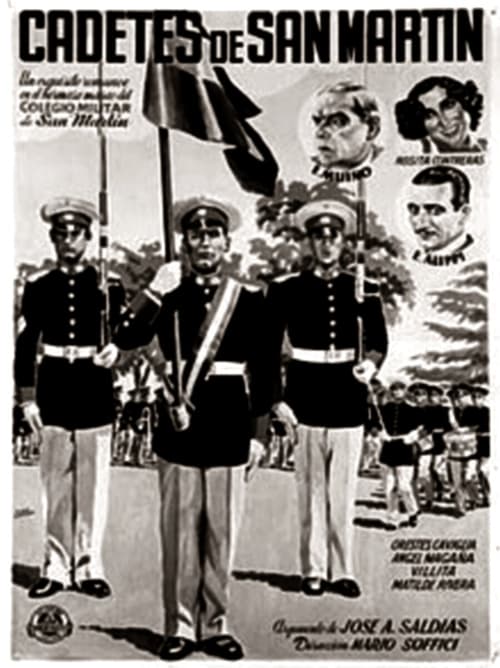 CADETES DE SAN MARTIN
Un exquisito romance
en el hermoso marco del
COLEGIO MILITAR
de San Martín
E. MUIÑO
ROSITA CONTRERAS
E. ALIPPI
ORESTES CAVIGLIA
ANGEL MAGAÑA
VILLITA
MATILDE RIVERA
Argumento de JOSE A. SALDIAS
Dirección MARIO SOFFICI